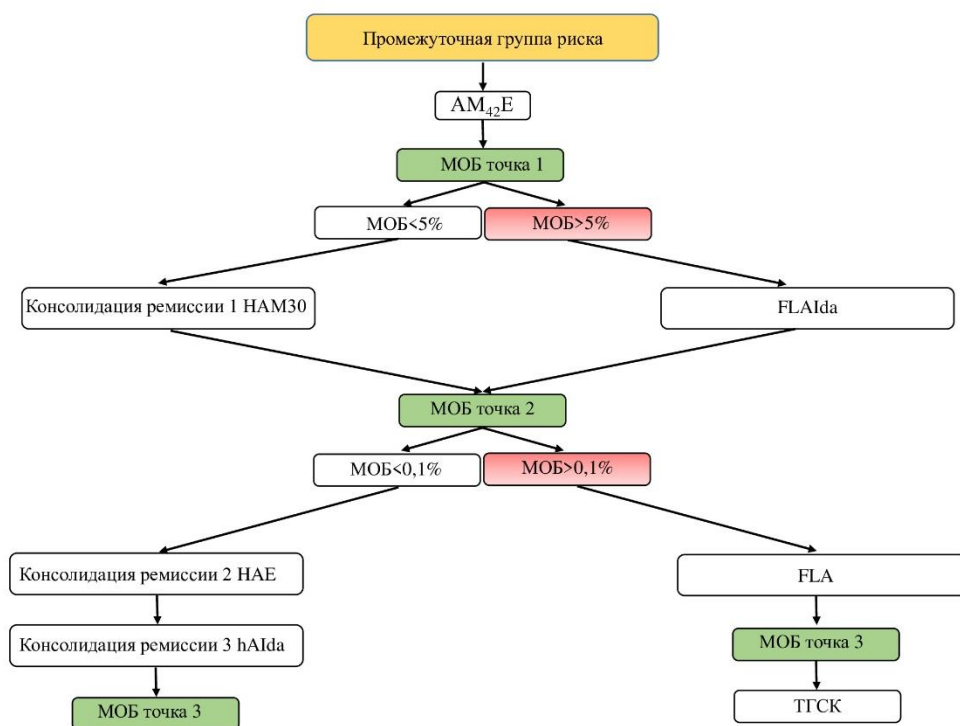 Промежуточная группа риска
AM₄₂E
МОБ точка 1
МОБ<5%
МОБ>5%
Консолидация ремиссии 1 HAM30
FLAIda
МОБ точка 2
МОБ<0,1%
МОБ>0,1%
Консолидация ремиссии 2 HAE
FLA
Консолидация ремиссии 3 hAIda
МОБ точка 3
МОБ точка 3
ТГСК